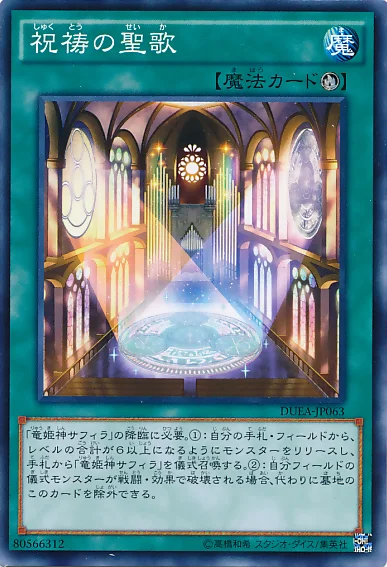 祝祷の聖歌
魔
【魔法カード】
DUEA-JP063
「竜姫神サフィラ」の降臨に必要。①:自分の手札・フィールドから、
レベルの合計が6以上になるようにモンスターをリリースし、
手札から「竜姫神サフィラ」を儀式召喚する。②:自分フィールドの
儀式モンスターが戦闘・効果で破壊される場合、代わりに墓地の
このカードを除外できる。
80566312
©高橋和希 スタジオ・ダイス/集英社